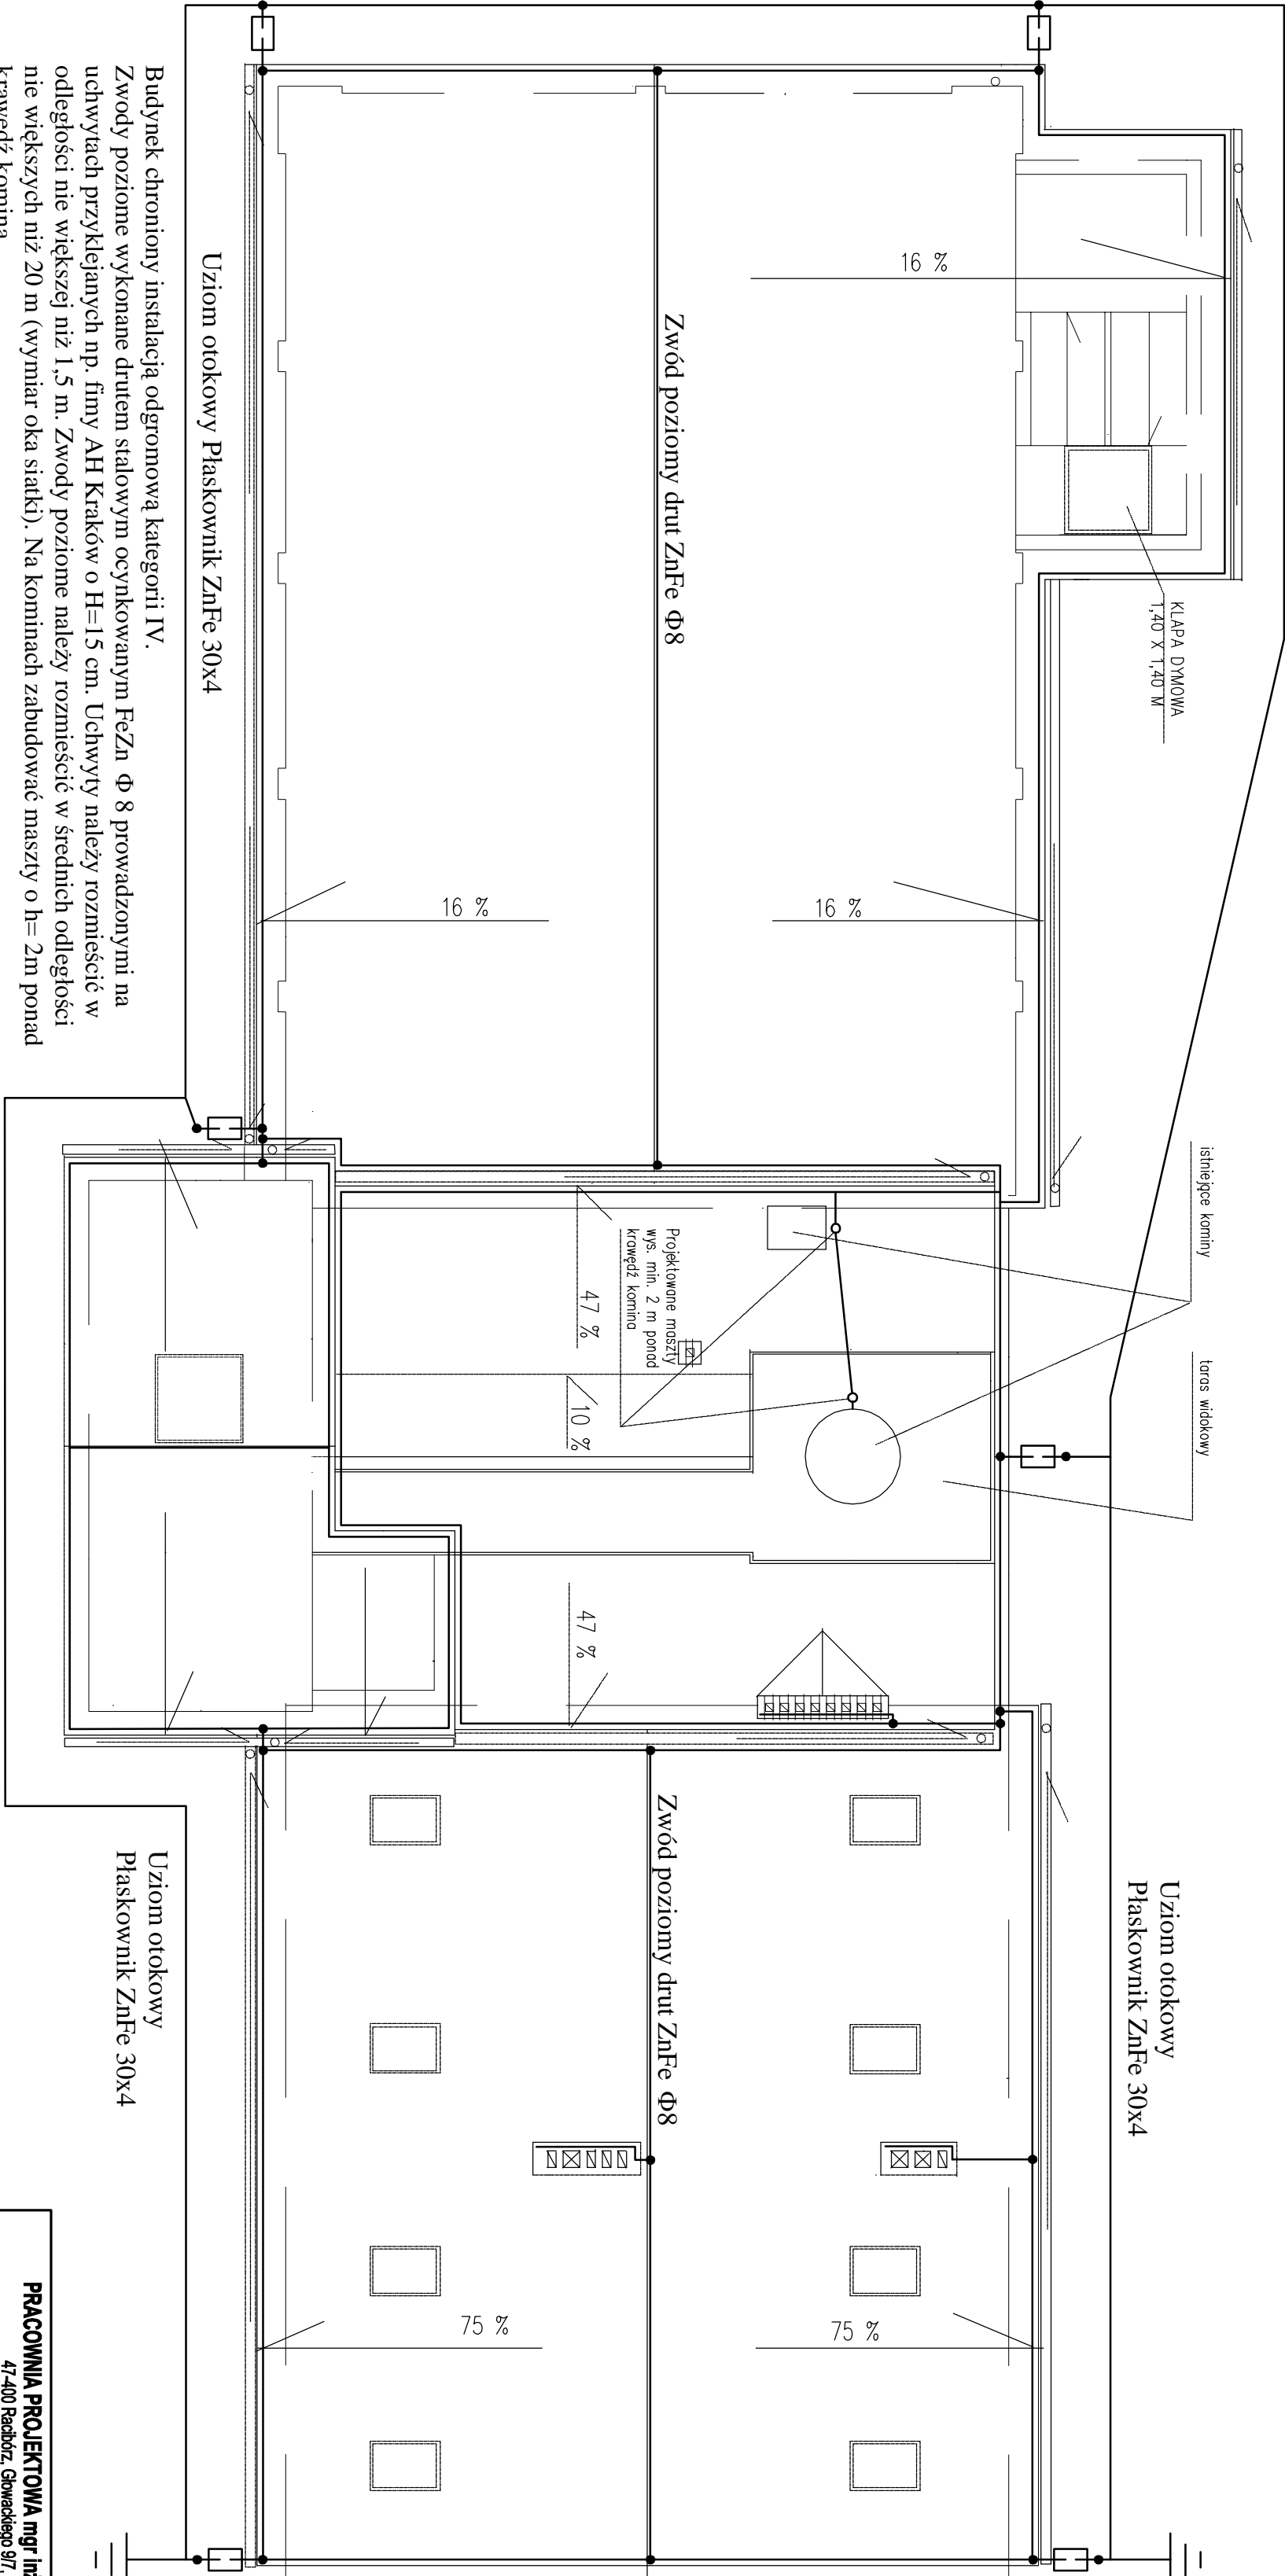 istniejące kominy
taras widokowy
KLAPA DYMOWA
1,40 X 1,40 M
Uziom otokowy
Płaskownik ZnFe 30x4
16 %
16 %
16 %
75 %
75 %
Zwód poziomy drut ZnFe Φ8
Projektowane maszty
wys. min. 2 m ponad
krawędź komina
47 %
10 %
47 %
Zwód poziomy drut ZnFe Φ8
Uziom otokowy Płaskownik ZnFe 30x4
Uziom otokowy
Płaskownik ZnFe 30x4
Budynek chroniony instalacją odgromową kategorii IV.
Zwody poziome wykonane drutem stalowym ocynkowanym FeZn Φ 8 prowadzonymi na
uchwytach przyklejanych np. fimy AH Kraków o H=15 cm. Uchwyty należy rozmieścić w
odległości nie większej niż 1,5 m. Zwody poziome należy rozmieścić w średnich odległości
nie większych niż 20 m (wymiar oka siatki). Na kominach zabudować maszty o h= 2m ponad
krawędź komina
PRACOWNIA PROJEKTOWA mgr inż
47-400 Racibórz, Głowackiego 9/7,